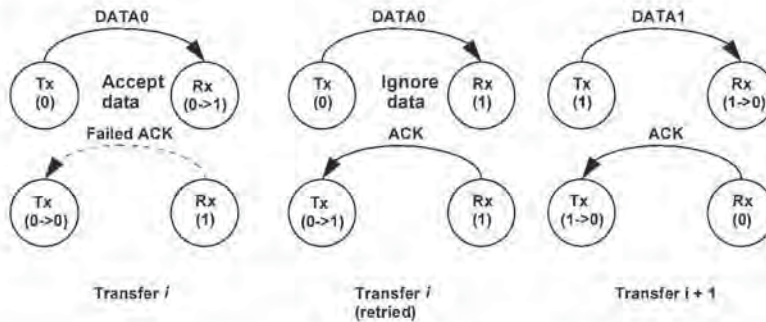 DATA0
Tx
(0)
Accept
data
Rx
(0->1)
Failed ACK
Tx
(0->0)
Rx
(1)
Transfer i
DATA0
Tx
(0)
Ignore
data
Rx
(1)
ACK
Tx
(0->1)
Rx
(1)
Transfer i
(retried)
DATA1
Tx
(1)
Rx
(1->0)
ACK
Tx
(1->0)
Rx
(0)
Transfer i + 1